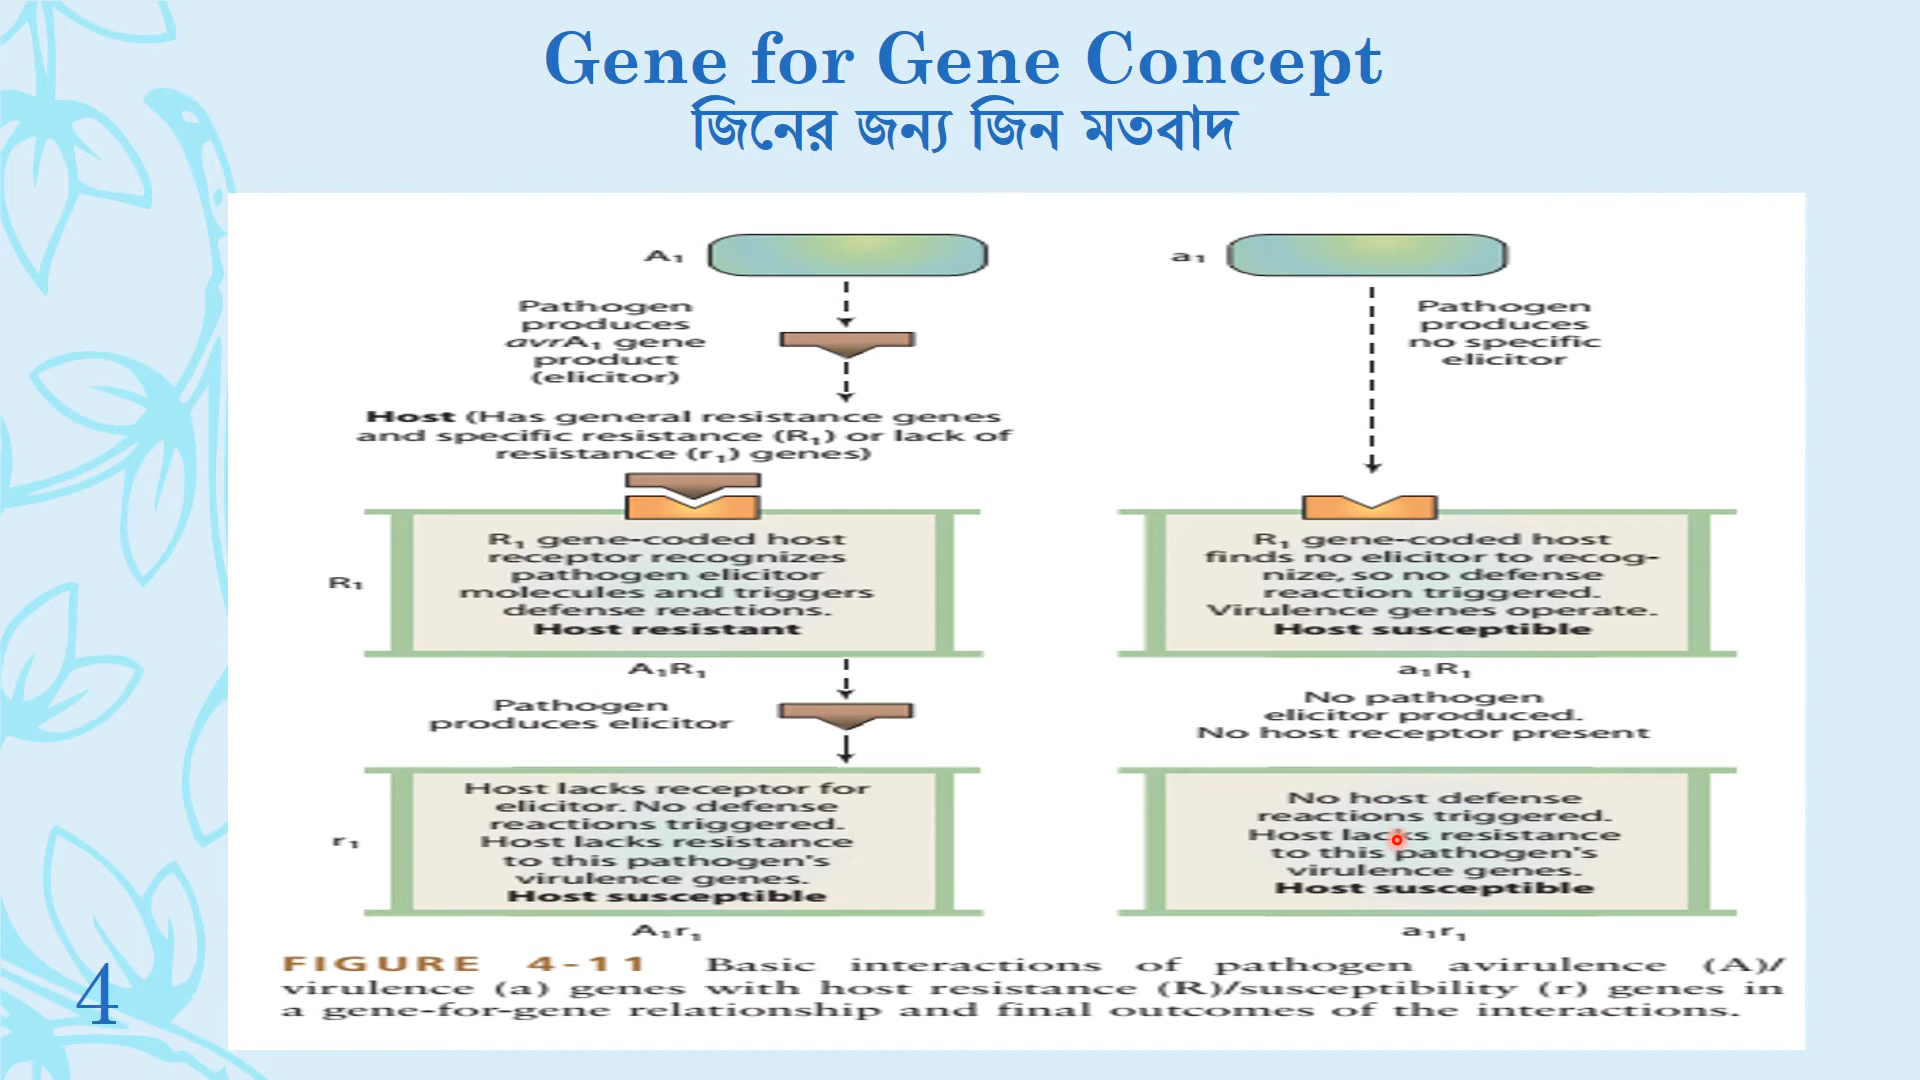 Gene for Gene Concept
জিনের জন্য জিন মতবাদ
A₁
Pathogen
produces
avrA₁ gene
product
(elicitor)
a₁
Pathogen
produces
no specific
elicitor
Host (Has general resistance genes
and specific resistance (R₁) or lack of
resistance (r₁) genes)
R₁
R₁ gene-coded host
receptor recognizes
pathogen elicitor
molecules and triggers
defense reactions.
Host resistant
A₁R₁
R₁ gene-coded host
finds no elicitor to recog-
nize, so no defense
reaction triggered.
Virulence genes operate.
Host susceptible
a₁R₁
Pathogen
produces elicitor
No pathogen
elicitor produced.
No host receptor present
r₁
Host lacks receptor for
elicitor. No defense
reactions triggered.
Host lacks resistance
to this pathogen's
virulence genes.
Host susceptible
A₁r₁
No host defense
reactions triggered.
Host lacks resistance
to this pathogen's
virulence genes.
Host susceptible
a₁r₁
FIGURE 4-11 Basic interactions of pathogen avirulence (A)/
virulence (a) genes with host resistance (R)/susceptibility (r) genes in
a gene-for-gene relationship and final outcomes of the interactions.
4